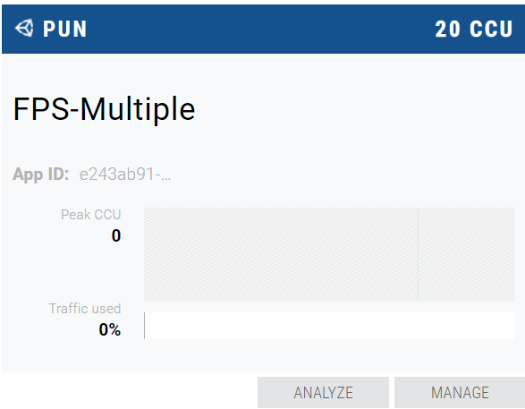 PUN 20 CCU
FPS-Multiple
App ID: e243ab91-...
Peak CCU
0
Traffic used
0%
ANALYZE MANAGE